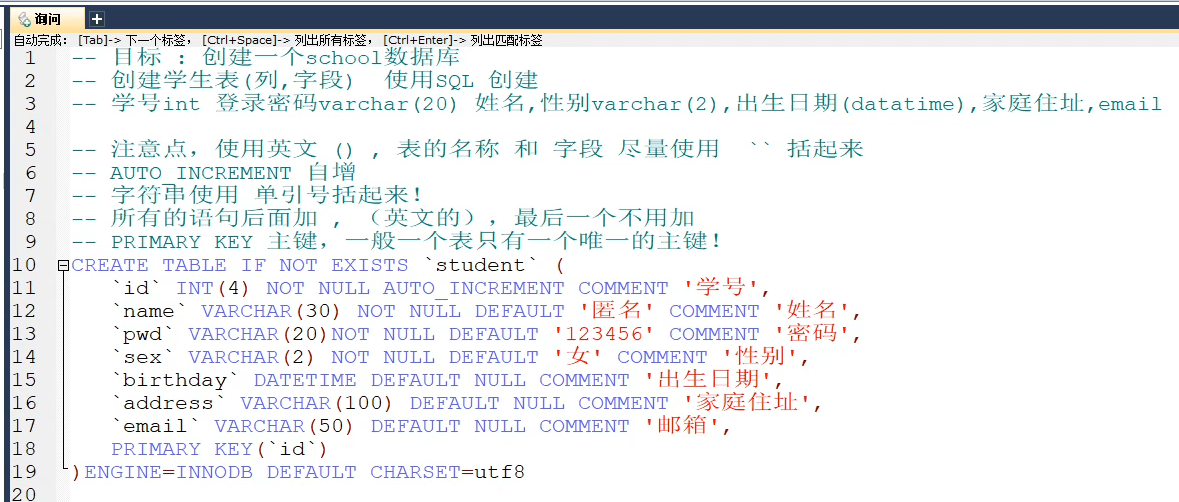 询问
自动完成： [Tab]-> 下一个标签， [Ctrl+Space]-> 列出所有标签， [Ctrl+Enter]-> 列出匹配标签
1 -- 目标 : 创建一个school数据库
2 -- 创建学生表(列,字段)  使用SQL 创建
3 -- 学号int 登录密码varchar(20) 姓名,性别varchar(2),出生日期(datatime),家庭住址,email
4
5 -- 注意点，使用英文 () , 表的名称 和 字段 尽量使用  `` 括起来
6 -- AUTO_INCREMENT 自增
7 -- 字符串使用 单引号括起来!
8 -- 所有的语句后面加 , （英文的），最后一个不用加
9 -- PRIMARY KEY 主键，一般一个表只有一个唯一的主键!
10 CREATE TABLE IF NOT EXISTS `student` (
11 `id` INT(4) NOT NULL AUTO_INCREMENT COMMENT '学号',
12 `name` VARCHAR(30) NOT NULL DEFAULT '匿名' COMMENT '姓名',
13 `pwd` VARCHAR(20)NOT NULL DEFAULT '123456' COMMENT '密码',
14 `sex` VARCHAR(2) NOT NULL DEFAULT '女' COMMENT '性别',
15 `birthday` DATETIME DEFAULT NULL COMMENT '出生日期',
16 `address` VARCHAR(100) DEFAULT NULL COMMENT '家庭住址',
17 `email` VARCHAR(50) DEFAULT NULL COMMENT '邮箱',
18 PRIMARY KEY(`id`)
19 )ENGINE=INNODB DEFAULT CHARSET=utf8
20